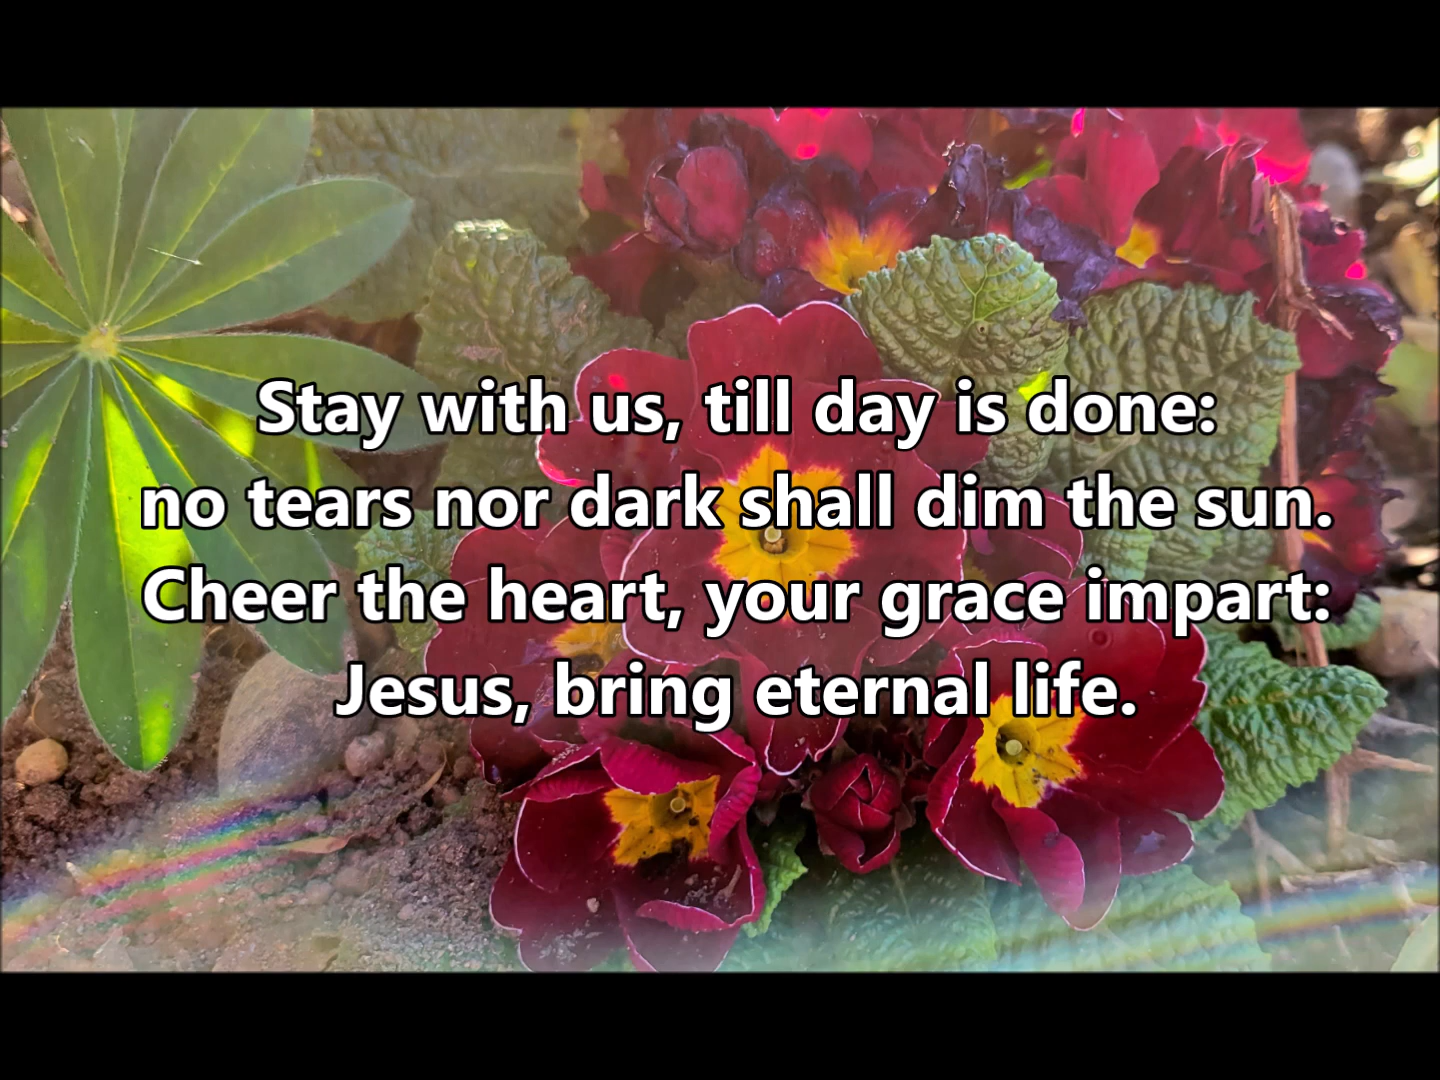 Stay with us, till day is done:
no tears nor dark shall dim the sun.
Cheer the heart, your grace impart:
Jesus, bring eternal life.